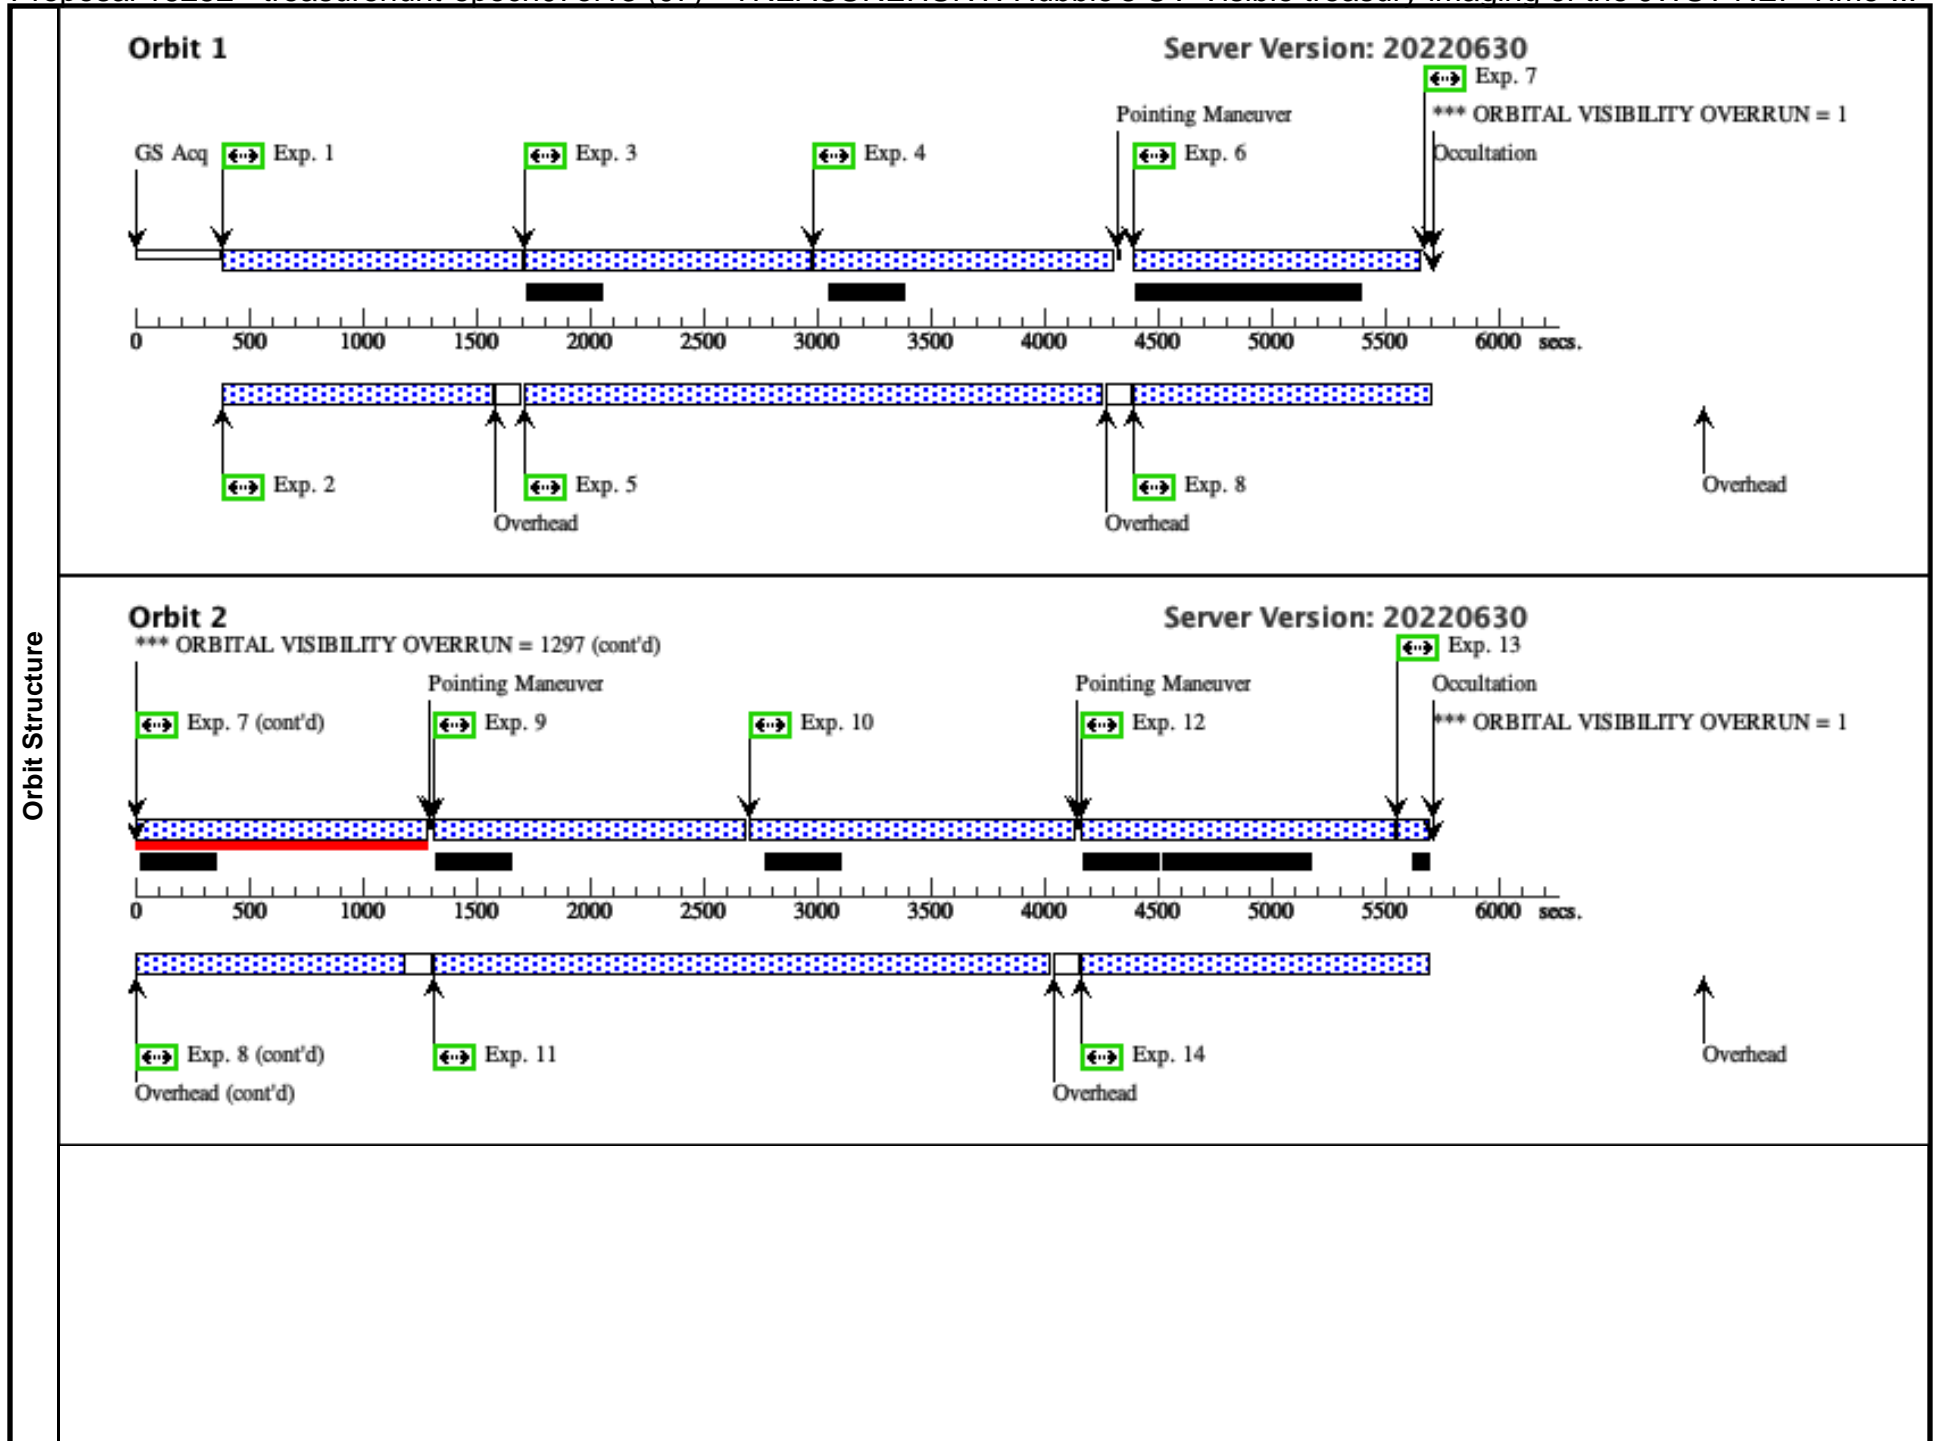 Orbit Structure
Orbit 1
Server Version: 20220630
Exp. 7
Pointing Maneuver
*** ORBITAL VISIBILITY OVERRUN = 1
GS Acq
Exp. 1
Exp. 3
Exp. 4
Exp. 6
Occultation
0 500 1000 1500 2000 2500 3000 3500 4000 4500 5000 5500 6000 secs.
Exp. 2
Exp. 5
Exp. 8
Overhead
Overhead
Overhead
Orbit 2
Server Version: 20220630
*** ORBITAL VISIBILITY OVERRUN = 1297 (cont'd)
Exp. 13
Pointing Maneuver
Pointing Maneuver
Occultation
Exp. 7 (cont'd)
Exp. 9
Exp. 10
Exp. 12
*** ORBITAL VISIBILITY OVERRUN = 1
0 500 1000 1500 2000 2500 3000 3500 4000 4500 5000 5500 6000 secs.
Exp. 8 (cont'd)
Exp. 11
Exp. 14
Overhead
Overhead (cont'd)
Overhead